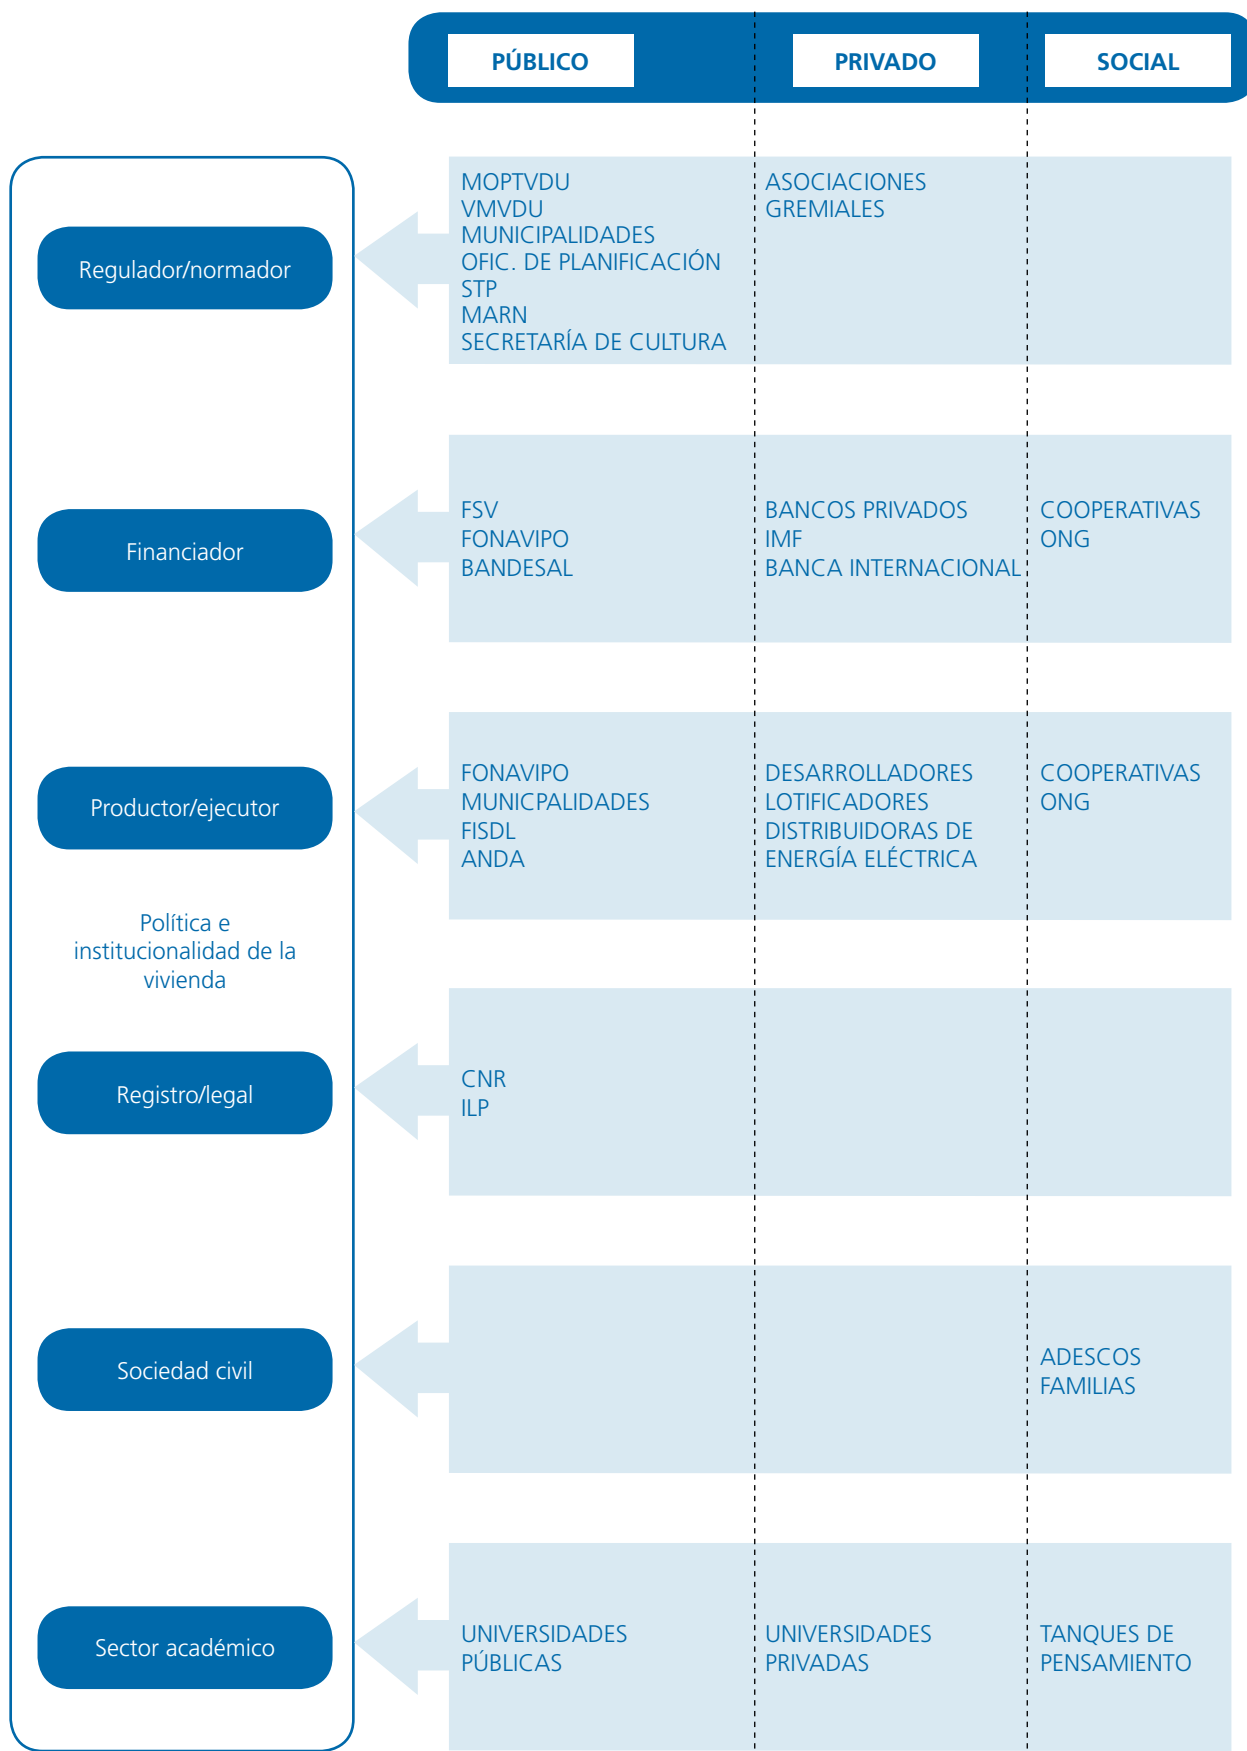 PÚBLICO
PRIVADO
SOCIAL
Regulador/normador
MOPTVDU
VMVDU
MUNICIPALIDADES
OFIC. DE PLANIFICACIÓN
STP
MARN
SECRETARÍA DE CULTURA
ASOCIACIONES
GREMIALES
Financiador
FSV
FONAVIPO
BANDESAL
BANCOS PRIVADOS
IMF
BANCA INTERNACIONAL
COOPERATIVAS
ONG
Productor/ejecutor
FONAVIPO
MUNICPALIDADES
FISDL
ANDA
DESARROLLADORES
LOTIFICADORES
DISTRIBUIDORAS DE
ENERGÍA ELÉCTRICA
COOPERATIVAS
ONG
Política e
institucionalidad de la
vivienda
Registro/legal
CNR
ILP
Sociedad civil
ADESCOS
FAMILIAS
Sector académico
UNIVERSIDADES
PÚBLICAS
UNIVERSIDADES
PRIVADAS
TANQUES DE
PENSAMIENTO